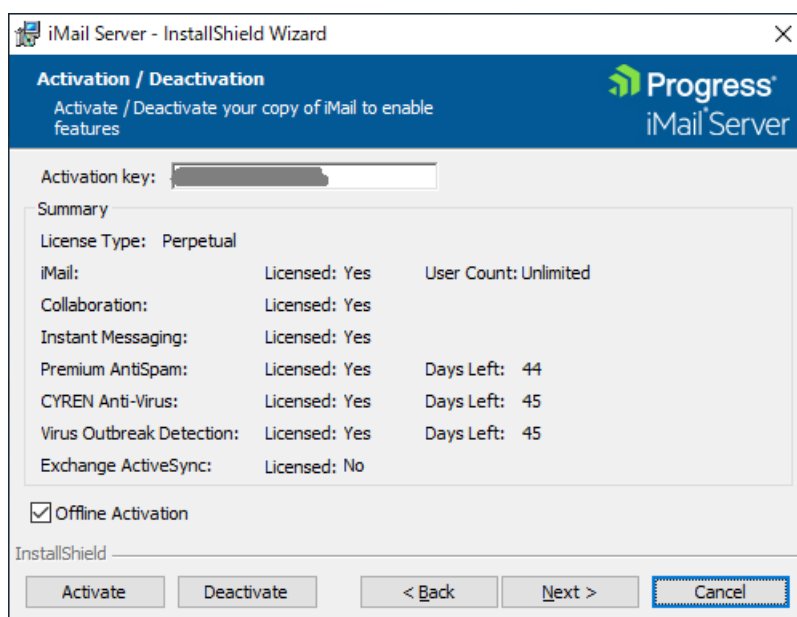 iMail Server - InstallShield Wizard
Activation / Deactivation
Activate / Deactivate your copy of iMail to enable
features
Progress®
iMail®Server
Activation key:
Summary
License Type: Perpetual
iMail: Licensed: Yes User Count: Unlimited
Collaboration: Licensed: Yes
Instant Messaging: Licensed: Yes
Premium AntiSpam: Licensed: Yes Days Left: 44
CYREN Anti-Virus: Licensed: Yes Days Left: 45
Virus Outbreak Detection: Licensed: Yes Days Left: 45
Exchange ActiveSync: Licensed: No
Offline Activation
InstallShield
Activate Deactivate < Back Next > Cancel